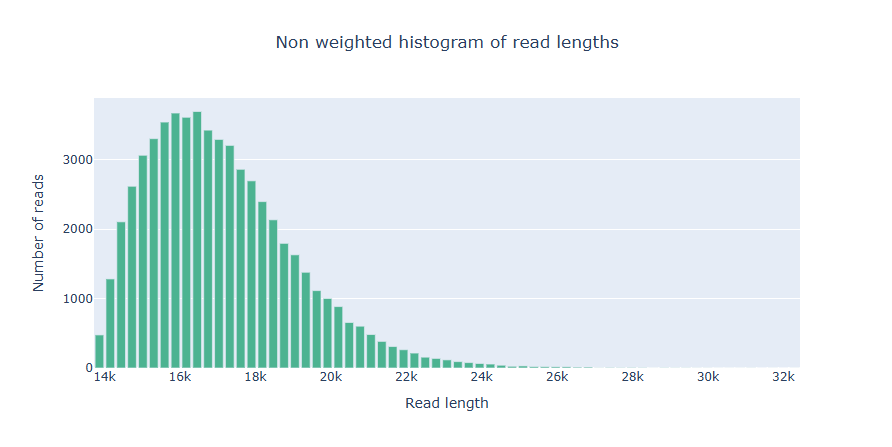 Non weighted histogram of read lengths
Number of reads
3000
2000
1000
0
14k 16k 18k 20k 22k 24k 26k 28k 30k 32k
Read length